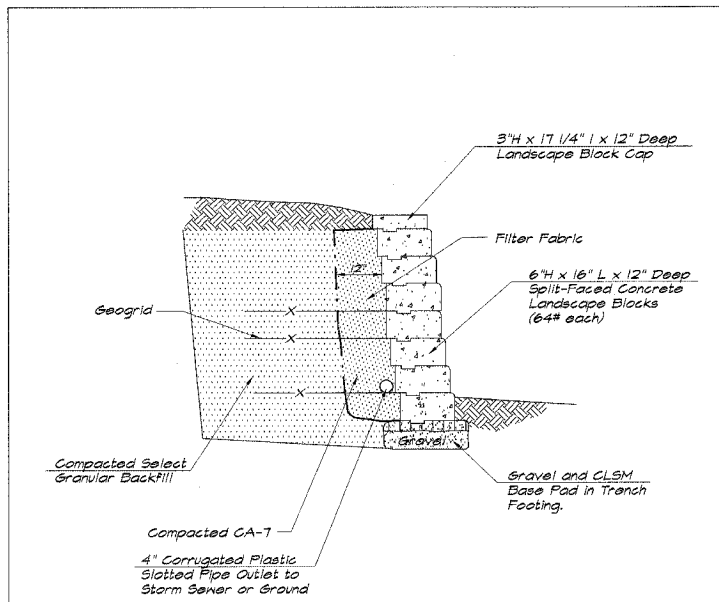 3"H x 17 1/4" l x 12" Deep
Landscape Block Cap
Filter Fabric
12"
6"H x 16" L x 12" Deep
Split-Faced Concrete
Landscape Blocks
(64# each)
Geogrid
X
X
X
Gravel
Compacted Select
Granular Backfill
Gravel and CLSM
Base Pad in Trench
Footing.
Compacted CA-7
4" Corrugated Plastic
Slotted Pipe Outlet to
Storm Sewer or Ground